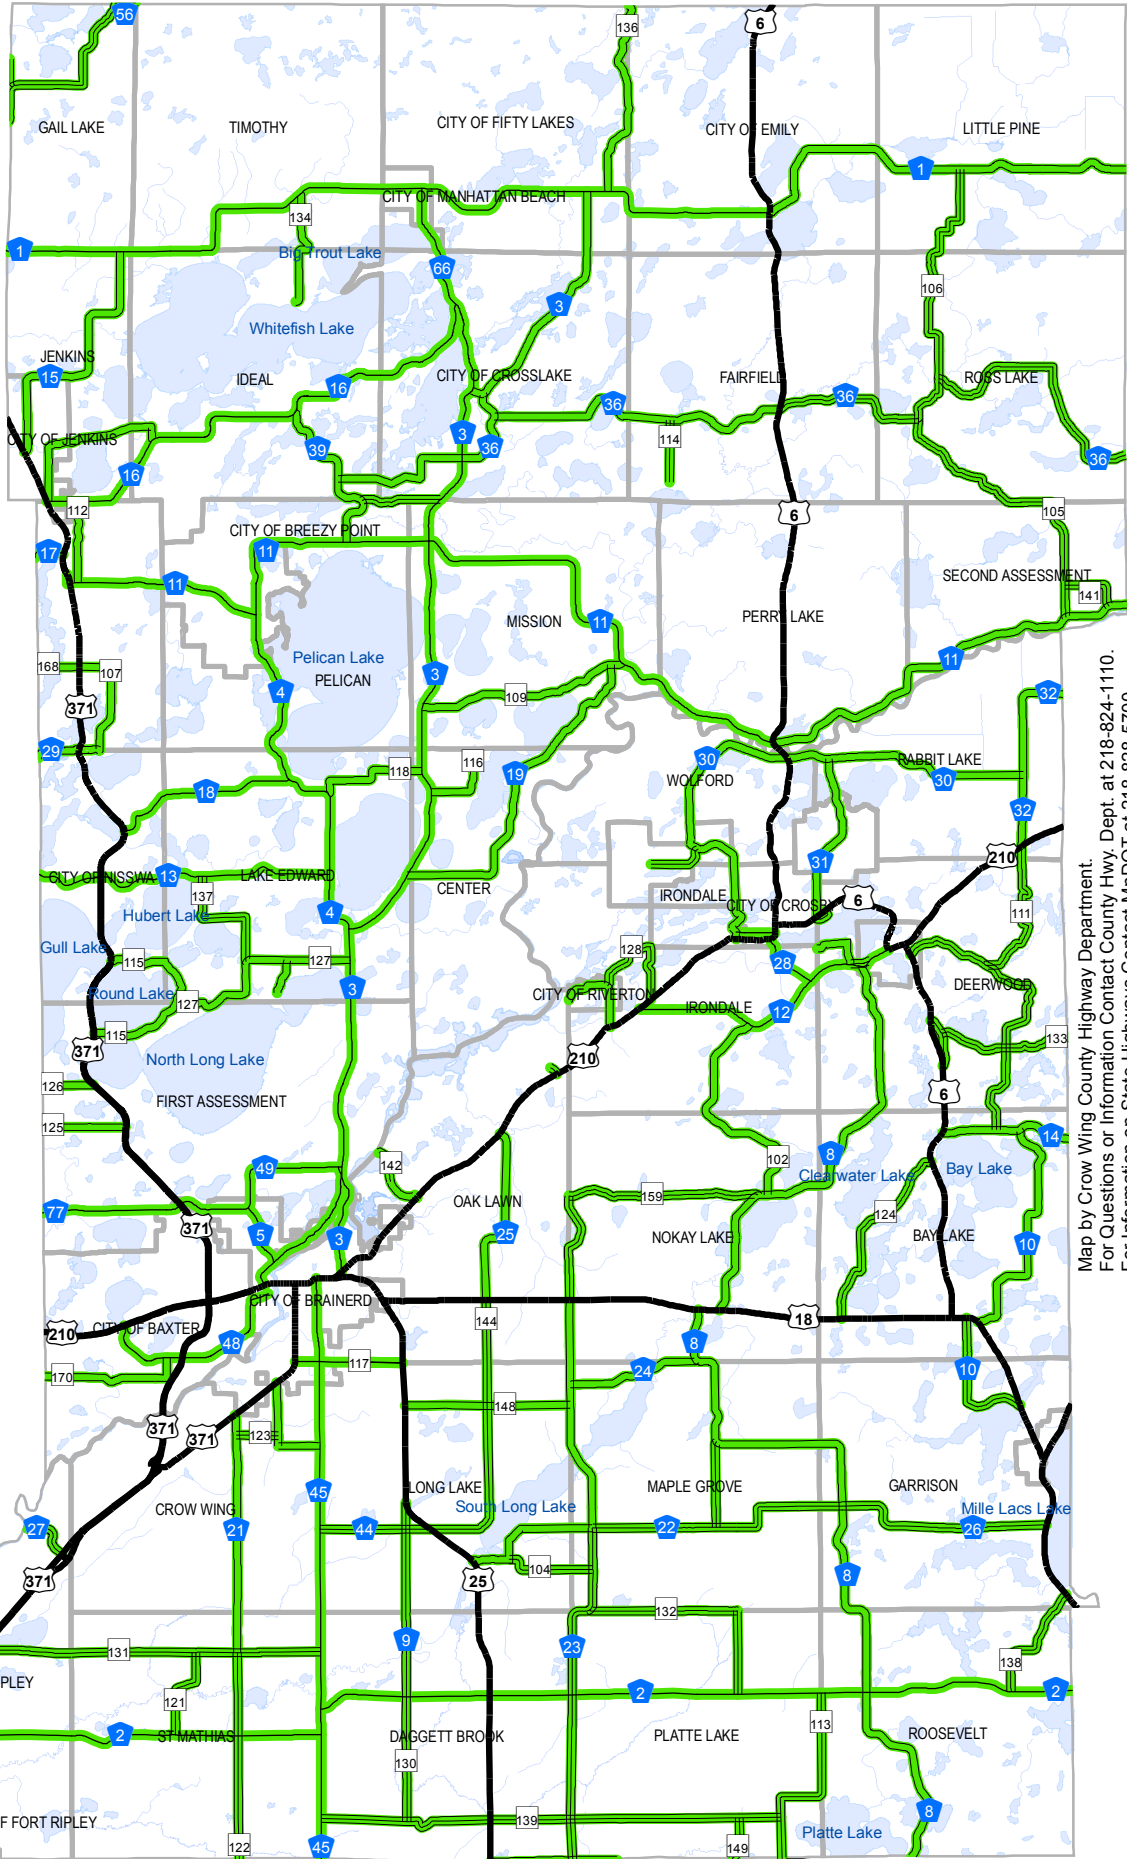 56
136
6
GAIL LAKE
TIMOTHY
CITY OF FIFTY LAKES
CITY OF EMILY
LITTLE PINE
1
CITY OF MANHATTAN BEACH
134
1
Big Trout Lake
66
106
3
Whitefish Lake
JENKINS
15
IDEAL
16
CITY OF CROSSLAKE
FAIRFIELD
ROSS LAKE
36
36
CITY OF JENKINS
39
3
36
114
36
16
112
105
6
CITY OF BREEZY POINT
17
11
11
SECOND ASSESSMENT
141
MISSION
11
PERRY LAKE
Pelican Lake
PELICAN
168
107
3
11
4
109
32
371
29
118
116
19
30
WOLFORD
RABBIT LAKE
30
18
32
210
31
CITY OF NISSWA
13
LAKE EDWARD
CENTER
137
IRONDALE
CITY OF CROSBY
6
Hubert Lake
4
111
Gull Lake
115
127
128
28
Round Lake
127
3
CITY OF RIVERTON
IRONDALE
12
DEERWOOD
115
371
North Long Lake
210
133
126
FIRST ASSESSMENT
6
125
49
142
102
8
14
Clearwater Lake
Bay Lake
77
OAK LAWN
159
124
371
5
3
25
NOKAY LAKE
BAY LAKE
10
CITY OF BRAINERD
210
CITY OF BAXTER
48
144
18
8
117
24
10
170
148
371
371
123
45
LONG LAKE
South Long Lake
MAPLE GROVE
GARRISON
CROW WING
Mille Lacs Lake
27
21
44
22
26
104
371
25
8
132
131
9
23
138
PLEY
121
2
2
2
ST MATHIAS
DAGGETT BROOK
PLATTE LAKE
113
ROOSEVELT
130
F FORT RIPLEY
139
8
Platte Lake
122
45
149
Map by Crow Wing County Highway Department.
For Questions or Information Contact County Hwy. Dept. at 218-824-1110.
For Information on State Highways Contact MnDOT at 218-828-5700